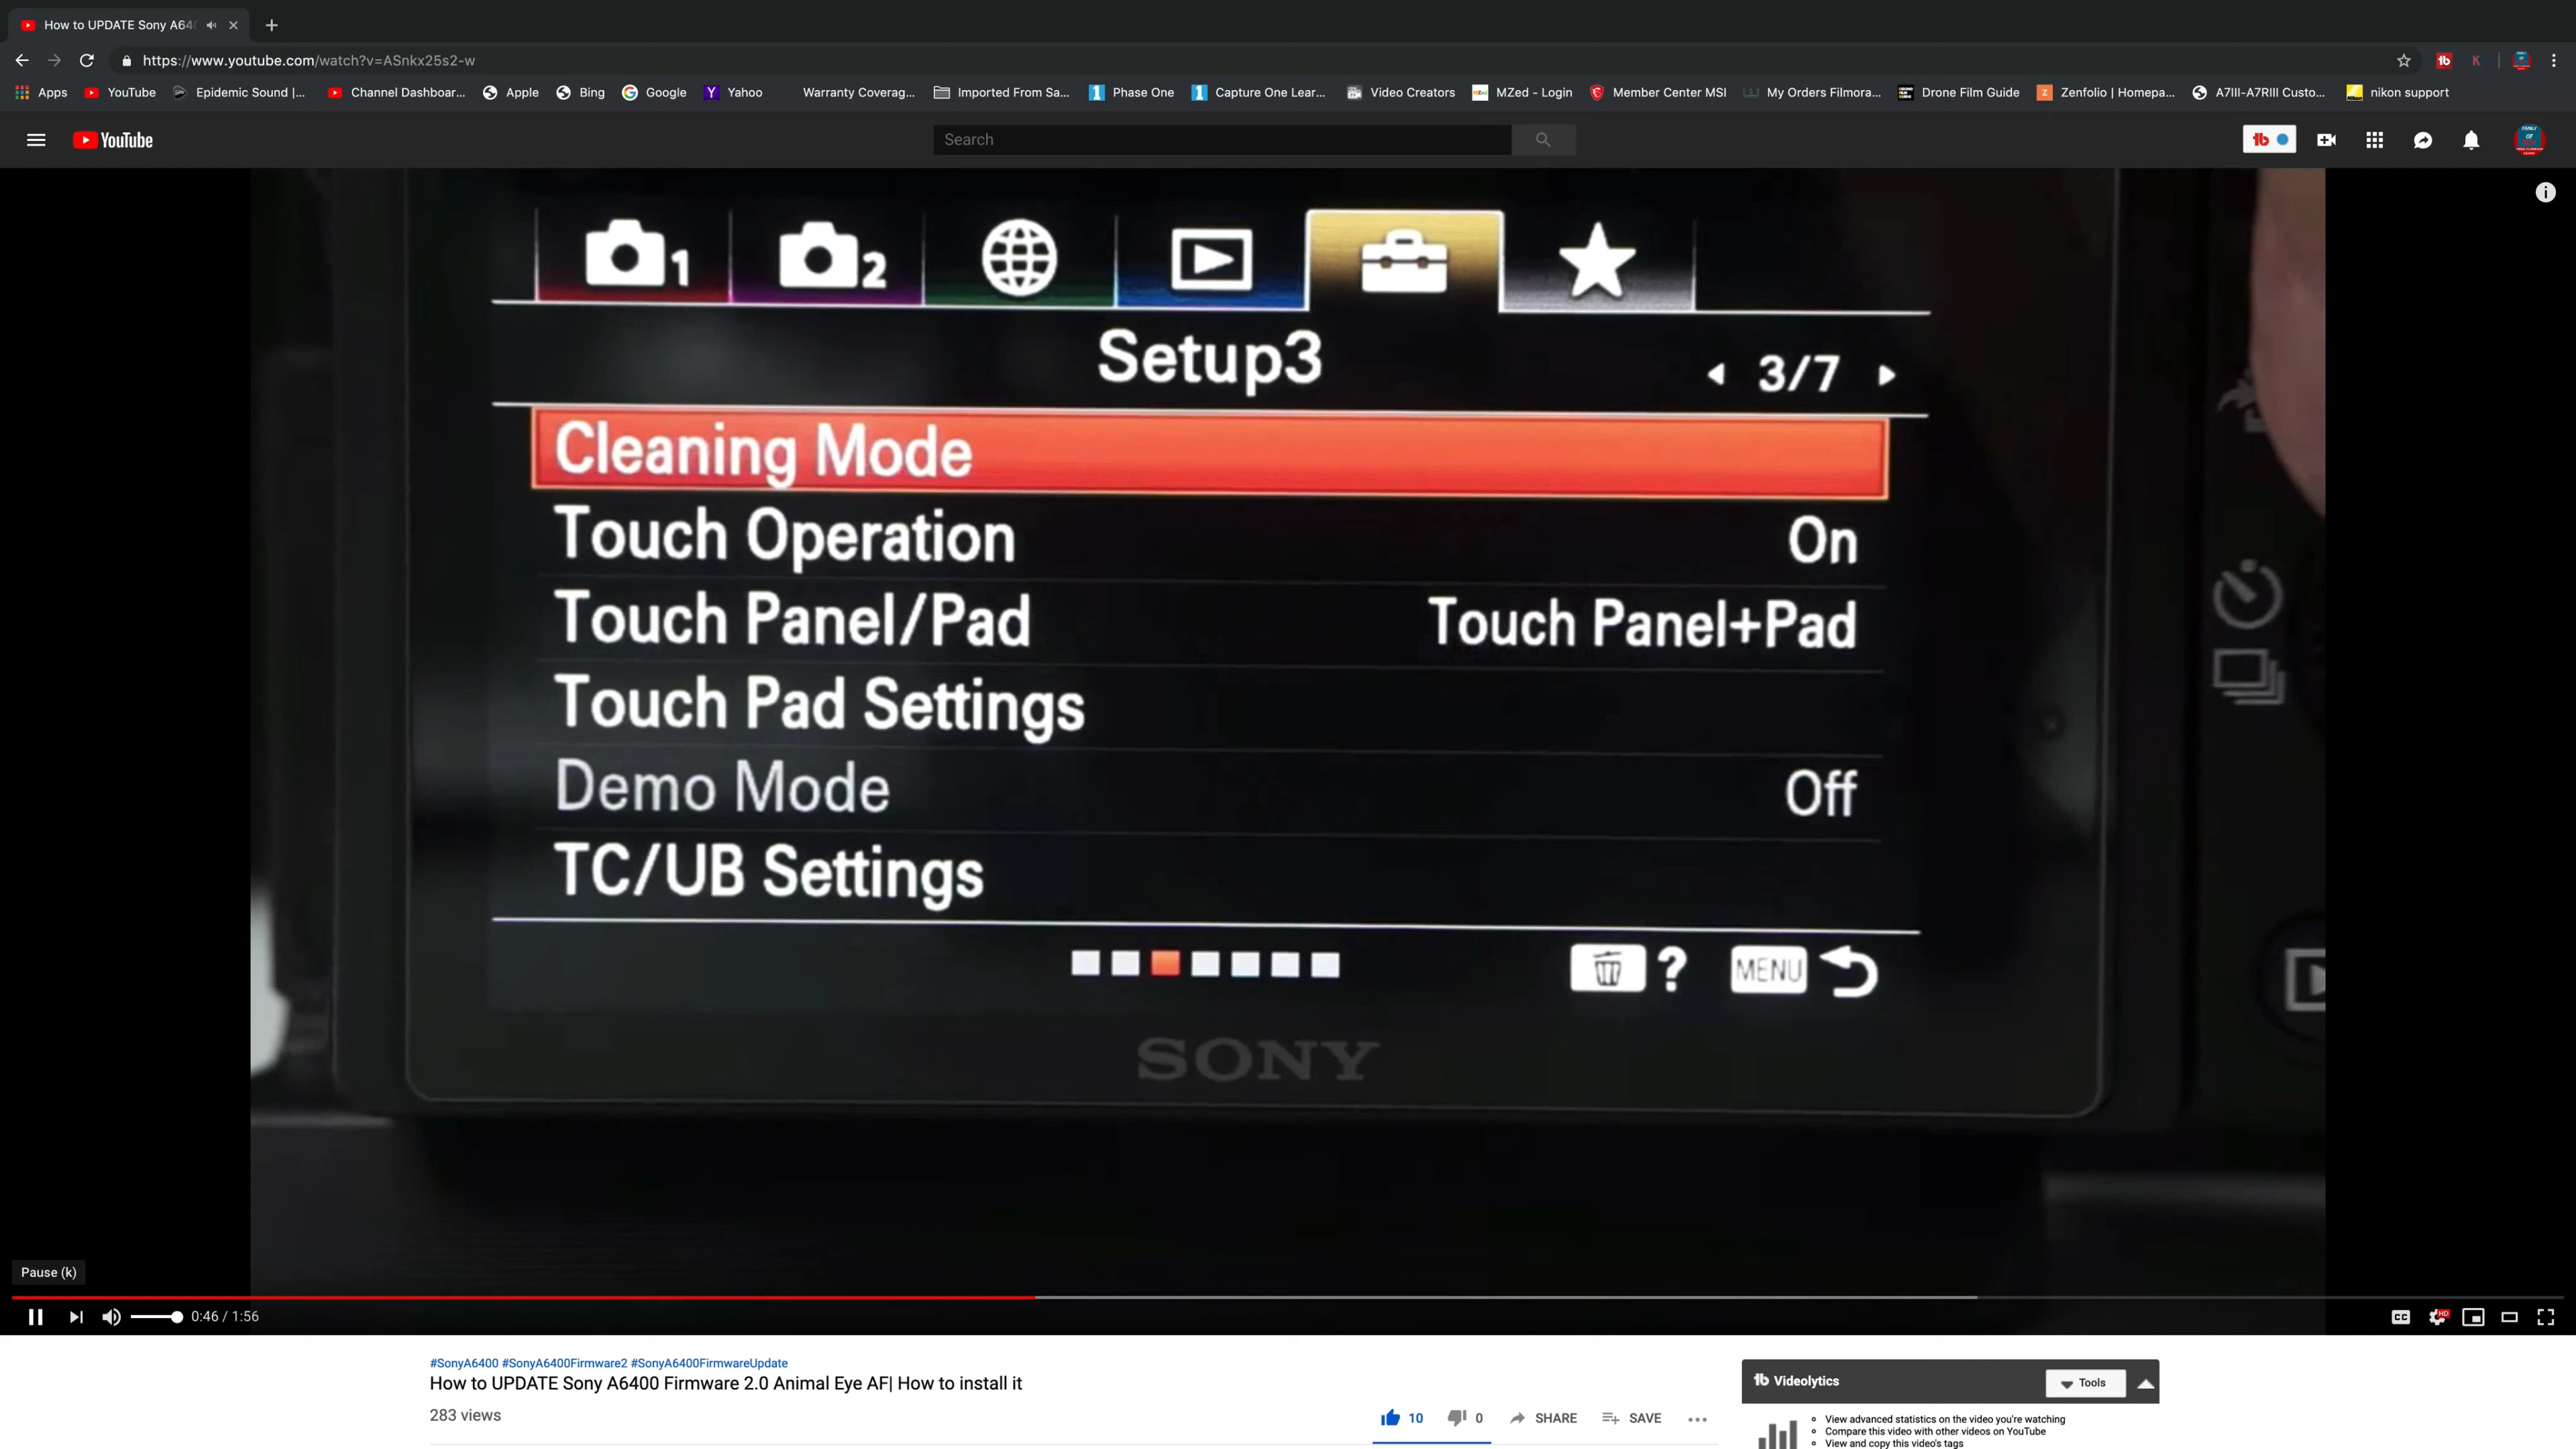 How to UPDATE Sony A64
https://www.youtube.com/watch?v=ASnkx25s2-w
Apps YouTube Epidemic Sound |... Channel Dashboar... Apple Bing Google Yahoo Warranty Coverag... Imported From Sa... Phase One Capture One Lear... Video Creators MZed - Login Member Center MSI My Orders Filmora... Drone Film Guide Zenfolio | Homepa... A7III-A7RIII Custo... nikon support
YouTube
Search
1 2
Setup3
3/7
Cleaning Mode
Touch Operation On
Touch Panel/Pad Touch Panel+Pad
Touch Pad Settings
Demo Mode Off
TC/UB Settings
? MENU
SONY
Pause (k)
0:46 / 1:56
CC HD
#SonyA6400 #SonyA6400Firmware2 #SonyA6400FirmwareUpdate
How to UPDATE Sony A6400 Firmware 2.0 Animal Eye AF| How to install it
283 views
10 0 SHARE SAVE
Videolytics Tools
View advanced statistics on the video you're watching
Compare this video with other videos on YouTube
View and copy this video's tags